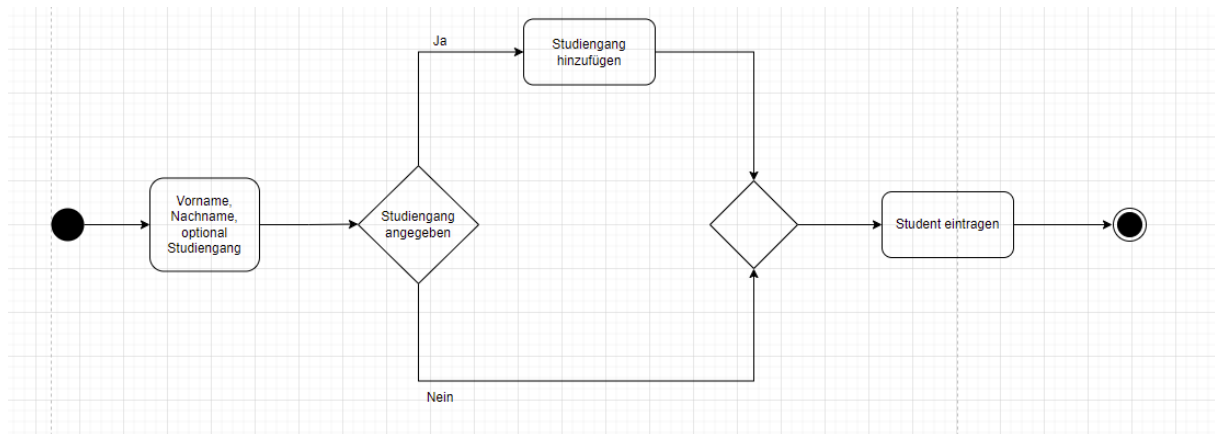 Ja
Studiengang
hinzufügen
Vorname,
Nachname,
optional
Studiengang
Studiengang
angegeben
Student eintragen
Nein